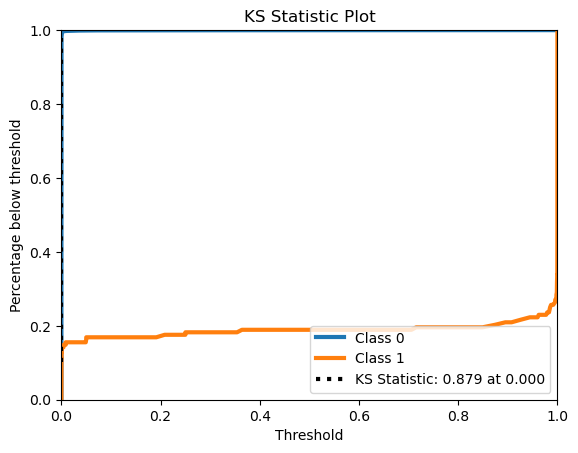 KS Statistic Plot
Percentage below threshold
1.0
0.8
0.6
0.4
0.2
0.0
Class 0
Class 1
KS Statistic: 0.879 at 0.000
0.0 0.2 0.4 0.6 0.8 1.0
Threshold